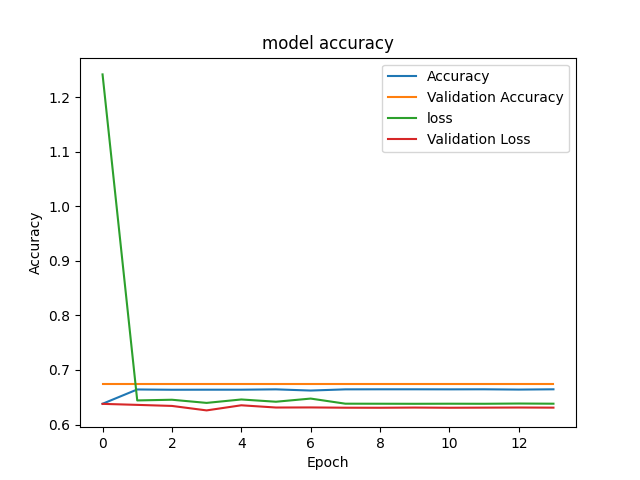 model accuracy
Accuracy
Validation Accuracy
loss
Validation Loss
1.2
1.1
1.0
0.9
0.8
0.7
0.6
Accuracy
0 2 4 6 8 10 12
Epoch